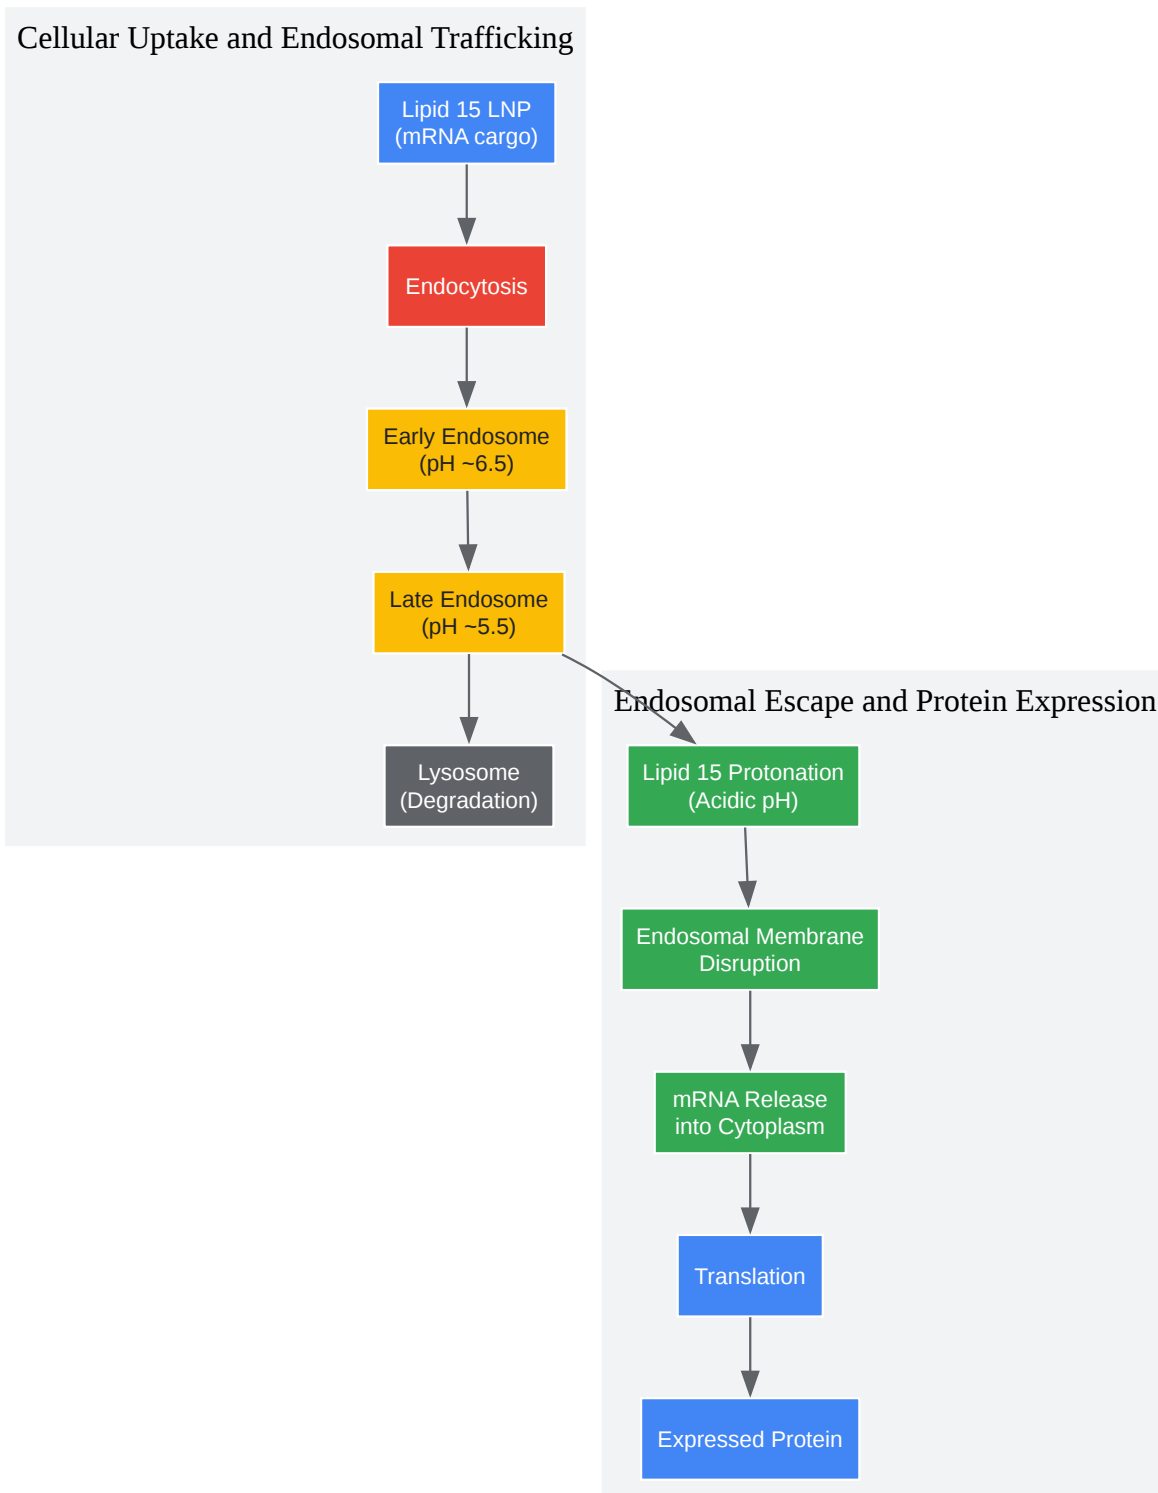 Cellular Uptake and Endosomal Trafficking
Lipid 15 LNP
(mRNA cargo)
Endocytosis
Early Endosome
(pH ~6.5)
Late Endosome
(pH ~5.5)
Lysosome
(Degradation)
Endosomal Escape and Protein Expression
Lipid 15 Protonation
(Acidic pH)
Endosomal Membrane
Disruption
mRNA Release
into Cytoplasm
Translation
Expressed Protein